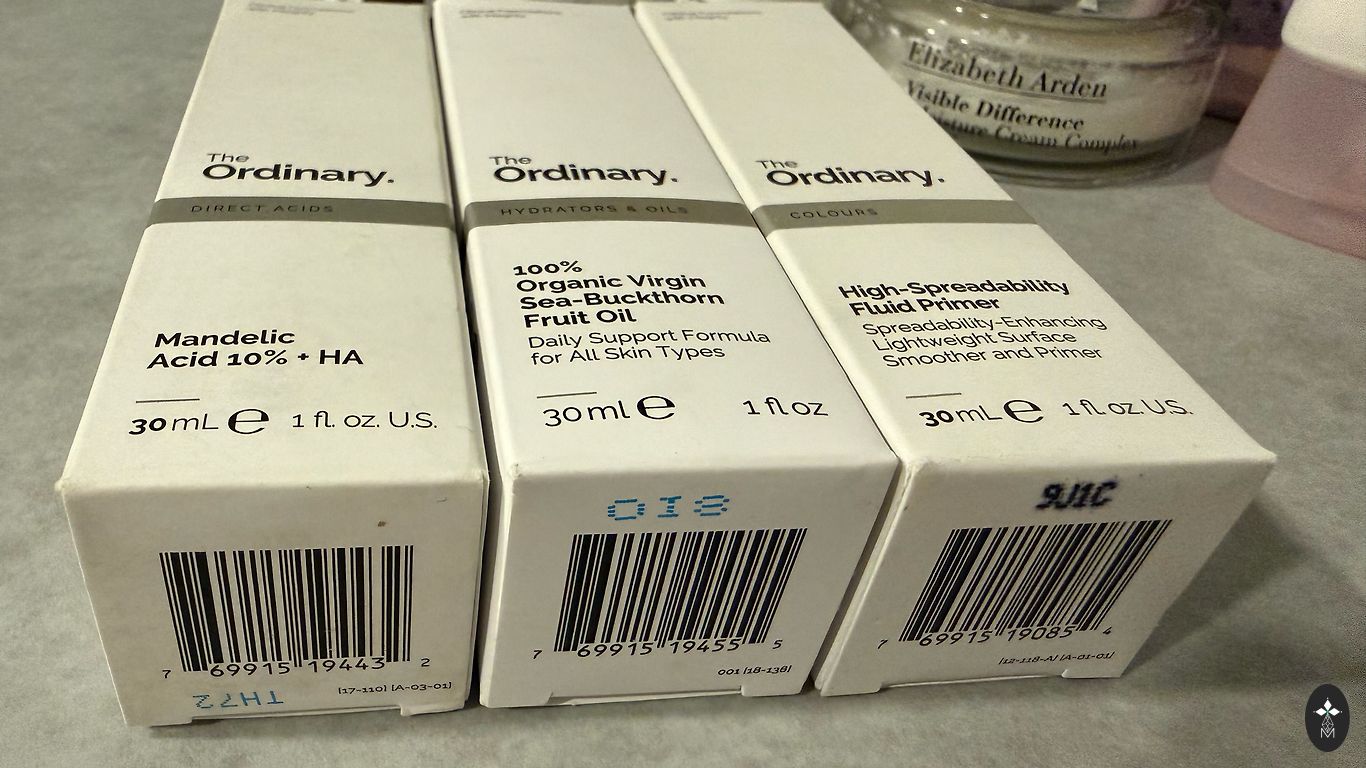 The
Ordinary.
DIRECT ACIDS
Mandelic
Acid 10% + HA
30 mL e 1 fl. oz. U.S.
7 69915 19443 2
TH72
[17-110] [A-03-01]
The
Ordinary.
HYDRATORS & OILS
100%
Organic Virgin
Sea-Buckthorn
Fruit Oil
Daily Support Formula
for All Skin Types
30 ml e 1 fl oz
OI8
7 69915 19455 5
001 [18-138]
The
Ordinary.
COLOURS
High-Spreadability
Fluid Primer
Spreadability-Enhancing
Lightweight Surface
Smoother and Primer
30 mL e 1 fl. oz. U.S.
9J1C
7 69915 19085 4
[12-118-A] [A-01-01]
Elizabeth Arden
Visible Difference
Moisture Cream Complex
M